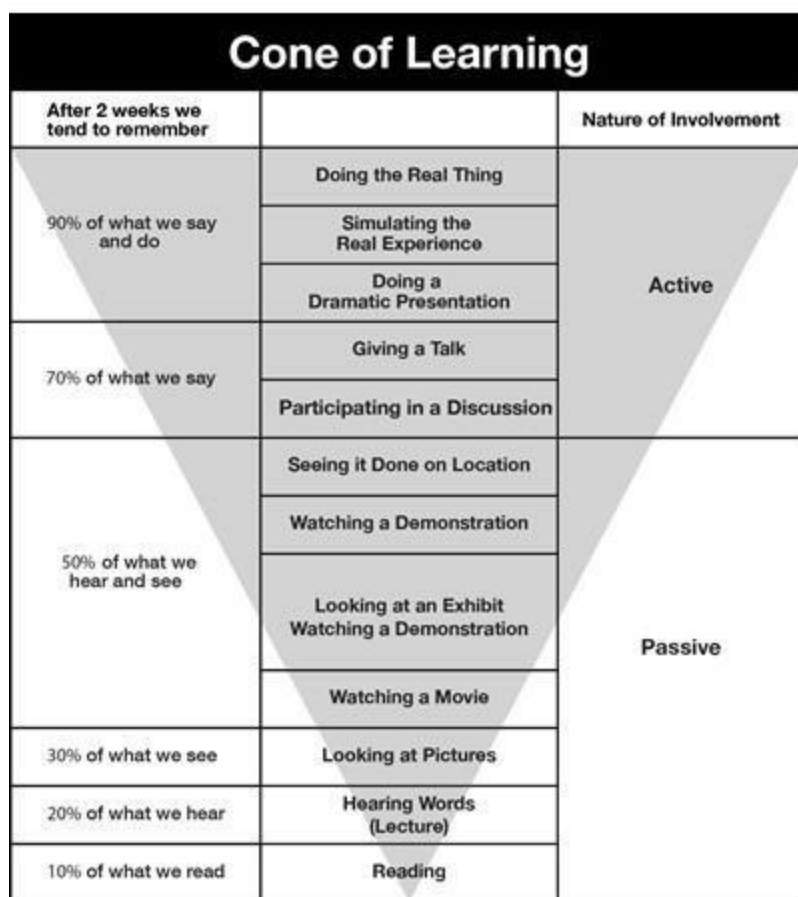 Cone of Learning
After 2 weeks we
tend to remember
Nature of Involvement
90% of what we say
and do
Doing the Real Thing
Simulating the
Real Experience
Doing a
Dramatic Presentation
Active
70% of what we say
Giving a Talk
Participating in a Discussion
50% of what we
hear and see
Seeing it Done on Location
Watching a Demonstration
Looking at an Exhibit
Watching a Demonstration
Watching a Movie
Passive
30% of what we see
Looking at Pictures
20% of what we hear
Hearing Words
(Lecture)
10% of what we read
Reading